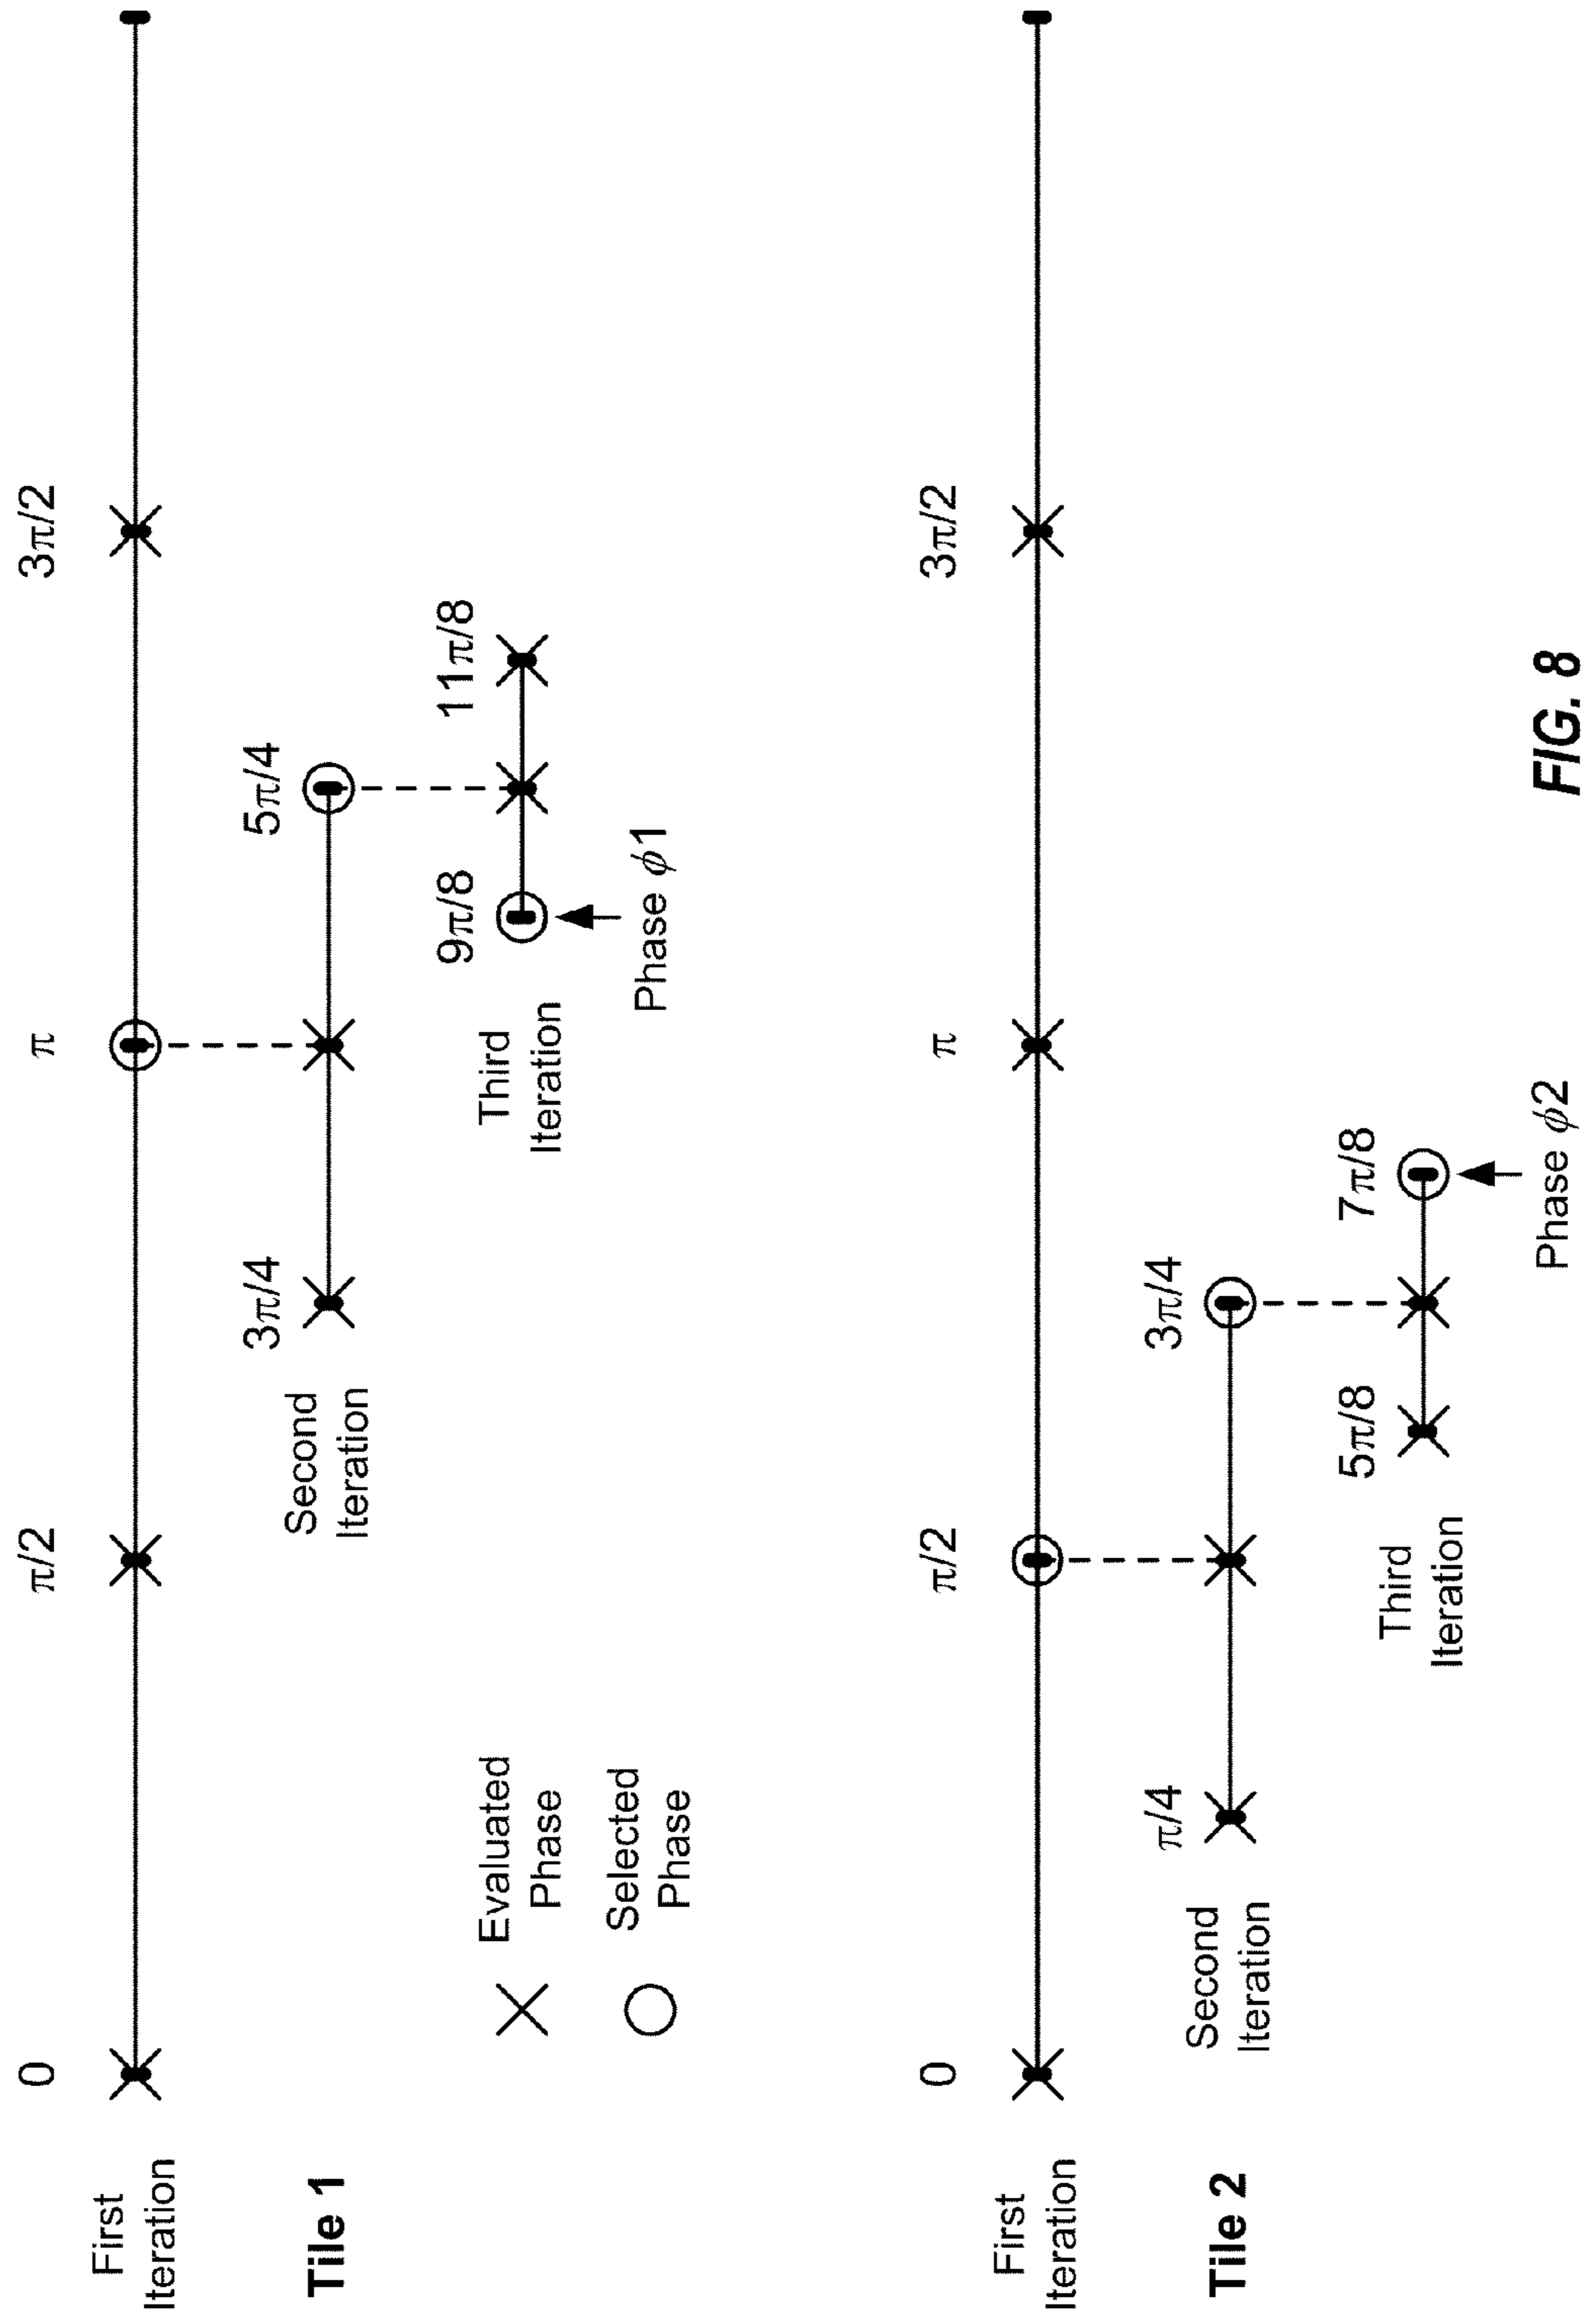 0
π/2
π
3π/2
First
Iteration
3π/4
5π/4
Second
Iteration
Tile 1
9π/8
11π/8
Third
Iteration
Phase ϕ1
Evaluated
Phase
Selected
Phase
0
π/2
π
3π/2
First
Iteration
π/4
3π/4
Second
Iteration
Tile 2
5π/8
7π/8
Third
Iteration
Phase ϕ2
FIG. 8